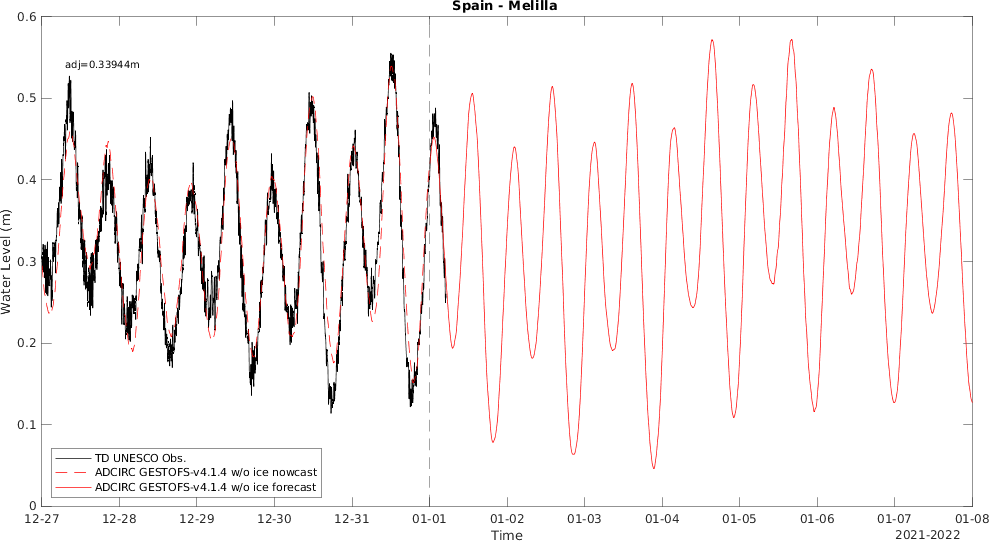 Spain - Melilla
adj=0.33944m
0.6
0.5
0.4
0.3
0.2
0.1
0
Water Level (m)
TD UNESCO Obs.
ADCIRC GESTOFS-v4.1.4 w/o ice nowcast
ADCIRC GESTOFS-v4.1.4 w/o ice forecast
12-27 12-28 12-29 12-30 12-31 01-01 01-02 01-03 01-04 01-05 01-06 01-07 01-08
Time
2021-2022